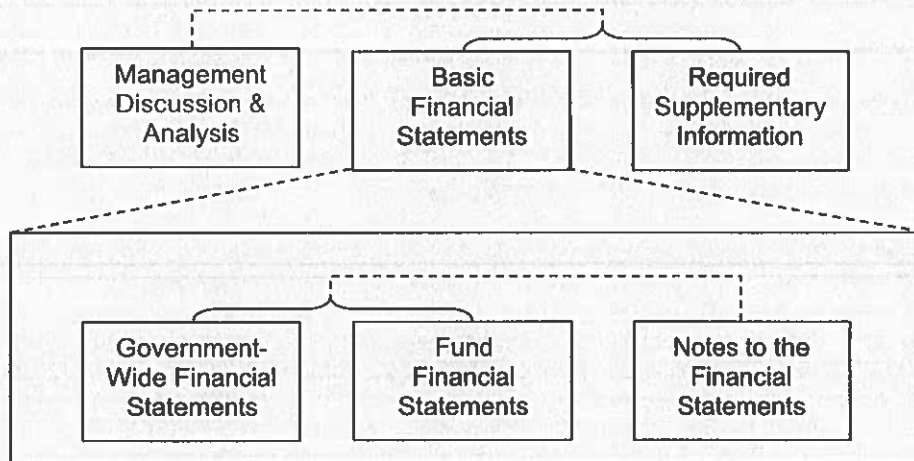 Management
Discussion &
Analysis
Basic
Financial
Statements
Required
Supplementary
Information
Government-
Wide Financial
Statements
Fund
Financial
Statements
Notes to the
Financial
Statements